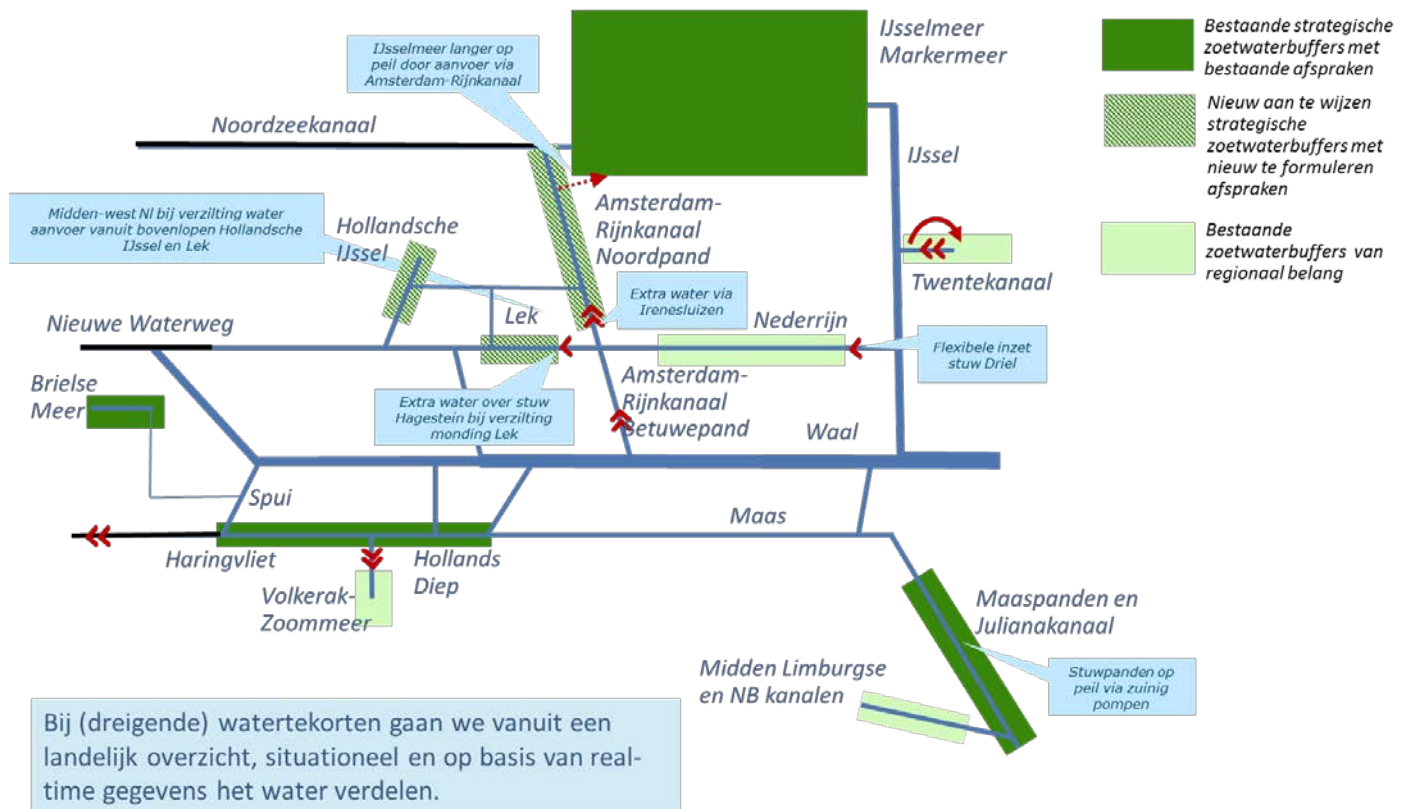 IJsselmeer langer op
peil door aanvoer via
Amsterdam-Rijnkanaal
IJsselmeer
Markermeer
Bestaande strategische
zoetwaterbuffers met
bestaande afspraken
Nieuw aan te wijzen
strategische
zoetwaterbuffers met
nieuw te formuleren
afspraken
Bestaande
zoetwaterbuffers van
regionaal belang
Noordzeekanaal
IJssel
Midden-west Nl bij verzilting water
aanvoer vanuit bovenlopen Hollandsche
IJssel en Lek
Hollandsche
IJssel
Amsterdam-
Rijnkanaal
Noordpand
Twentekanaal
Extra water via
Irenesluizen
Lek
Nederrijn
Nieuwe Waterweg
Flexibele inzet
stuw Driel
Brielse
Meer
Extra water over stuw
Hagestein bij verzilting
monding Lek
Amsterdam-
Rijnkanaal
Betuwepand
Waal
Spui
Maas
Haringvliet
Hollands
Diep
Volkerak-
Zoommeer
Maaspanden en
Julianakanaal
Midden Limburgse
en NB kanalen
Stuwpanden op
peil via zuinig
pompen
Bij (dreigende) watertekorten gaan we vanuit een
landelijk overzicht, situationeel en op basis van real-
time gegevens het water verdelen.